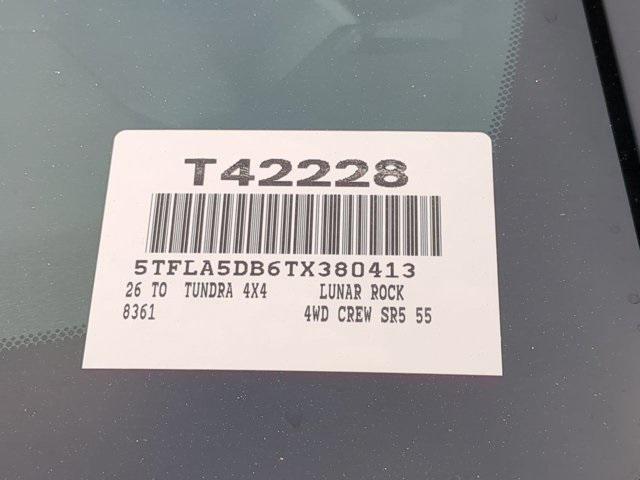 T42228
5TFLA5DB6TX380413
26 TO TUNDRA 4X4 LUNAR ROCK
8361 4WD CREW SR5 55